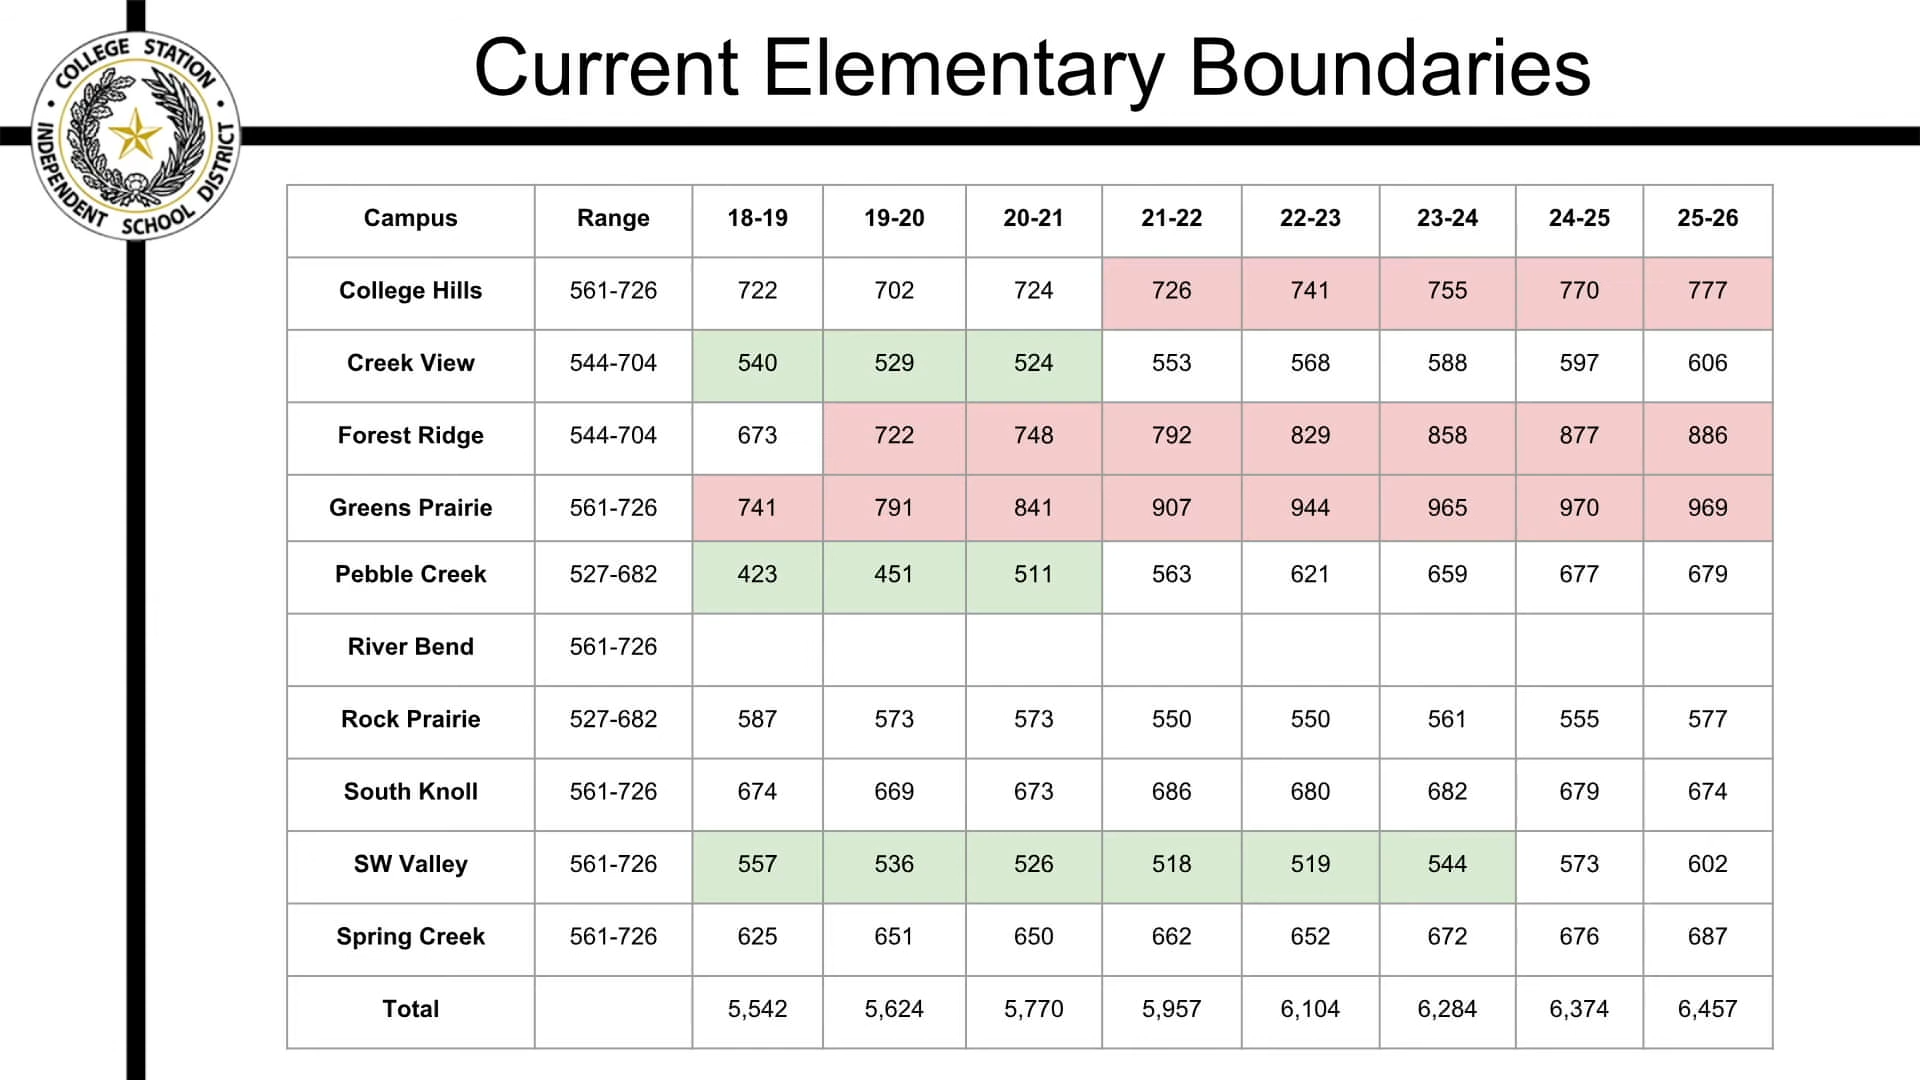 COLLEGE STATION
INDEPENDENT SCHOOL DISTRICT
Current Elementary Boundaries
Campus Range 18-19 19-20 20-21 21-22 22-23 23-24 24-25 25-26
College Hills 561-726 722 702 724 726 741 755 770 777
Creek View 544-704 540 529 524 553 568 588 597 606
Forest Ridge 544-704 673 722 748 792 829 858 877 886
Greens Prairie 561-726 741 791 841 907 944 965 970 969
Pebble Creek 527-682 423 451 511 563 621 659 677 679
River Bend 561-726
Rock Prairie 527-682 587 573 573 550 550 561 555 577
South Knoll 561-726 674 669 673 686 680 682 679 674
SW Valley 561-726 557 536 526 518 519 544 573 602
Spring Creek 561-726 625 651 650 662 652 672 676 687
Total 5,542 5,624 5,770 5,957 6,104 6,284 6,374 6,457